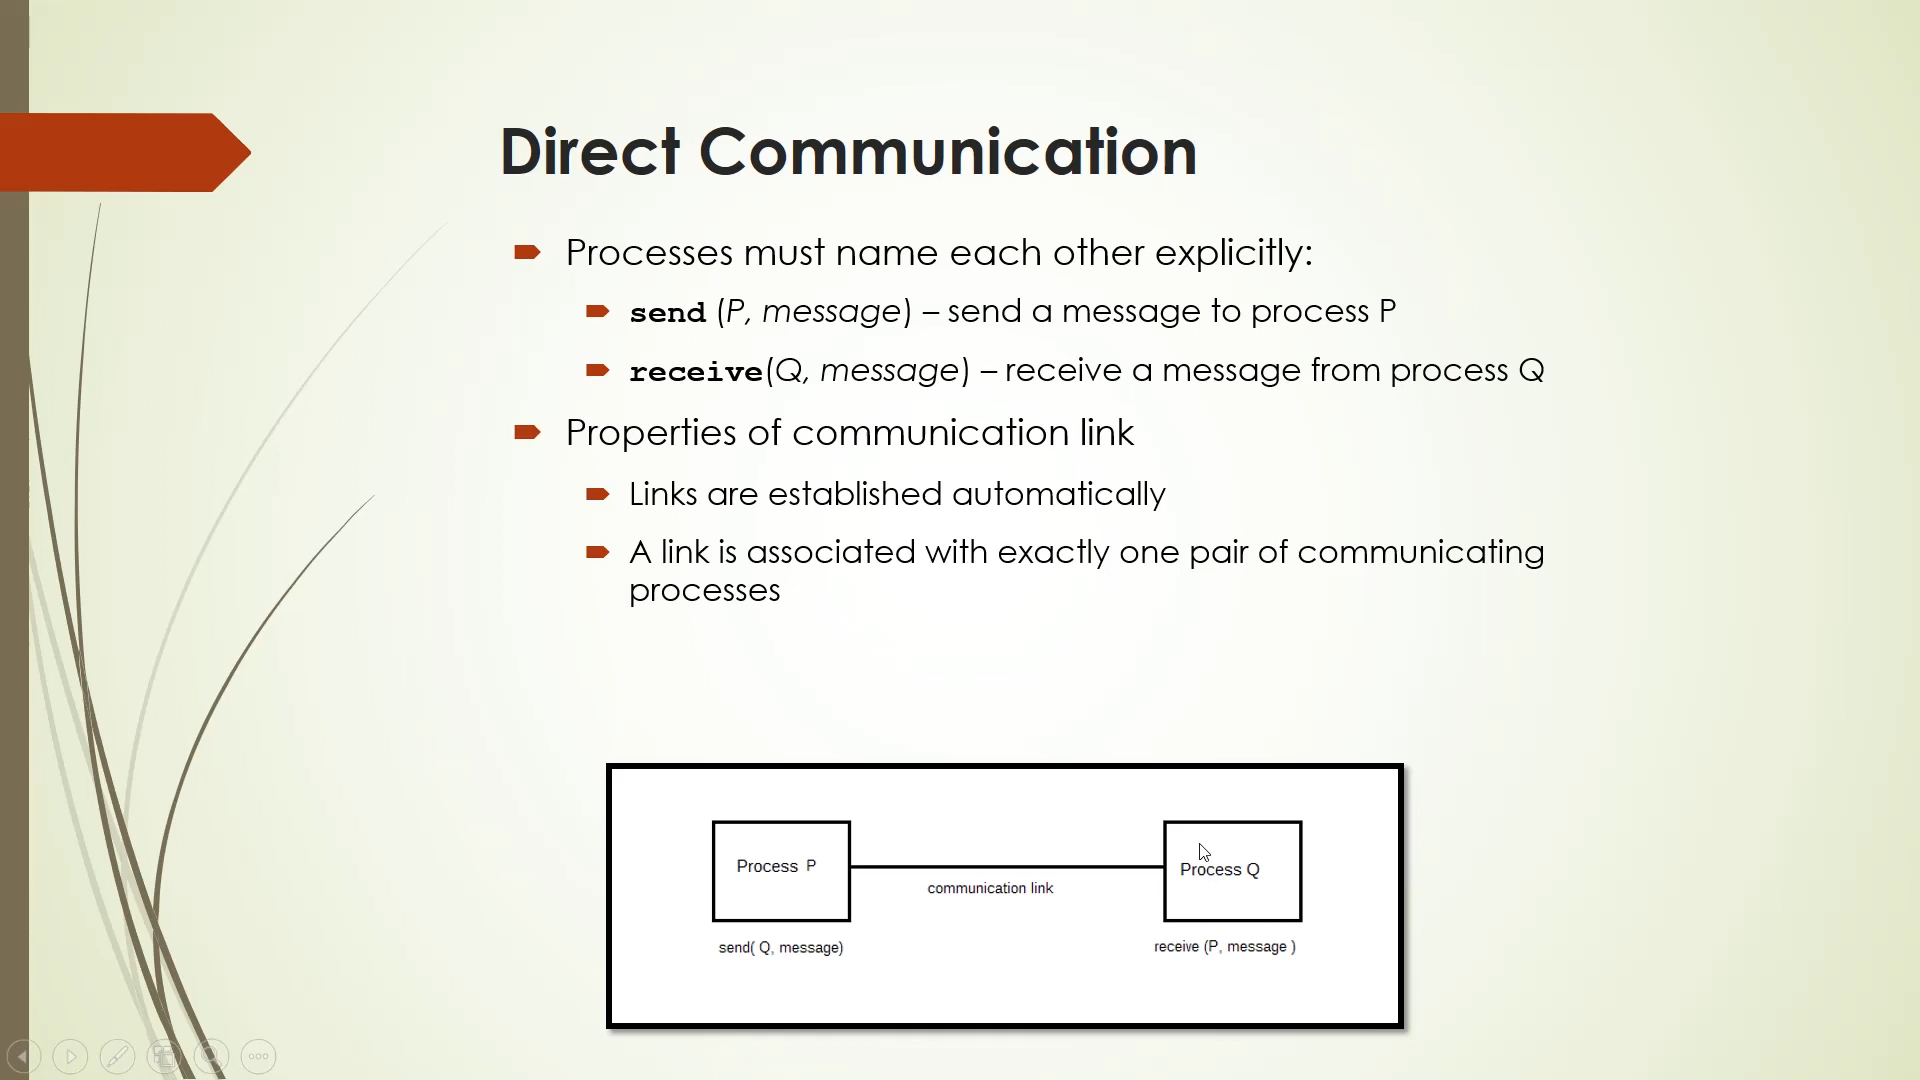 Direct Communication
Processes must name each other explicitly:
send (P, message) – send a message to process P
receive(Q, message) – receive a message from process Q
Properties of communication link
Links are established automatically
A link is associated with exactly one pair of communicating
processes
Process P
communication link
Process Q
send( Q, message)
receive (P, message )